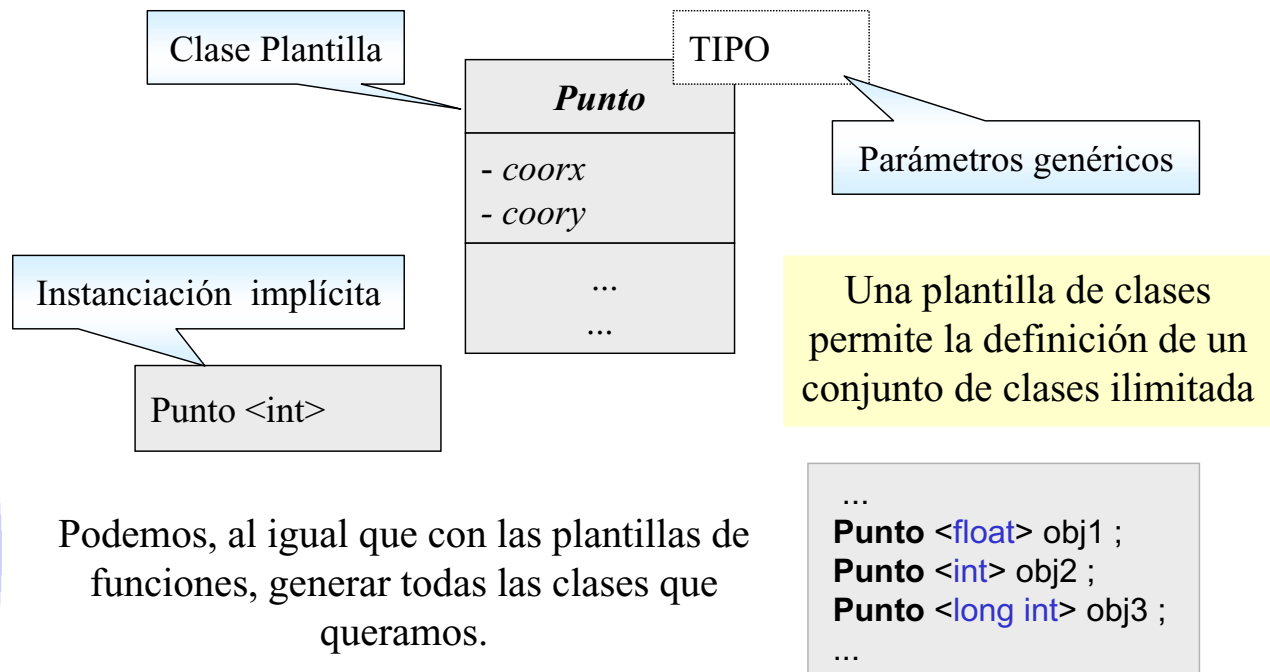 Clase Plantilla
TIPO
Punto
Parámetros genéricos
- coorx
- coory
Instanciación implícita
...
...
Punto <int>
Una plantilla de clases
permite la definición de un
conjunto de clases ilimitada
Podemos, al igual que con las plantillas de
funciones, generar todas las clases que
queramos.
...
Punto <float> obj1 ;
Punto <int> obj2 ;
Punto <long int> obj3 ;
...